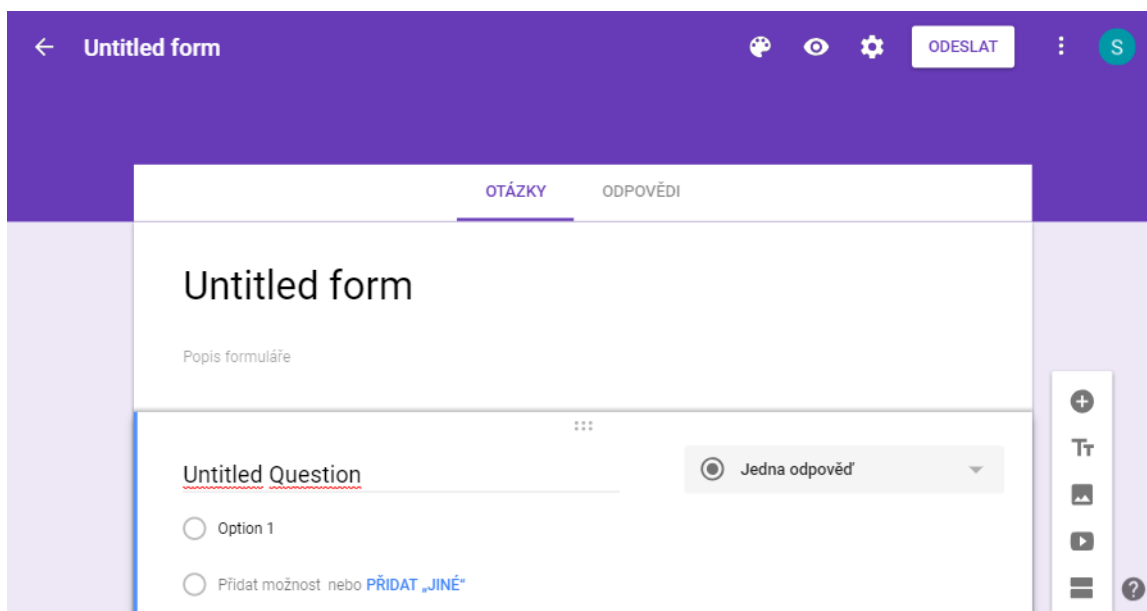 Untitled form
ODESLAT
S
OTÁZKY ODPOVĚDI
Untitled form
Popis formuláře
Untitled Question
Jedna odpověď
Option 1
Přidat možnost nebo PŘIDAT „JINÉ“